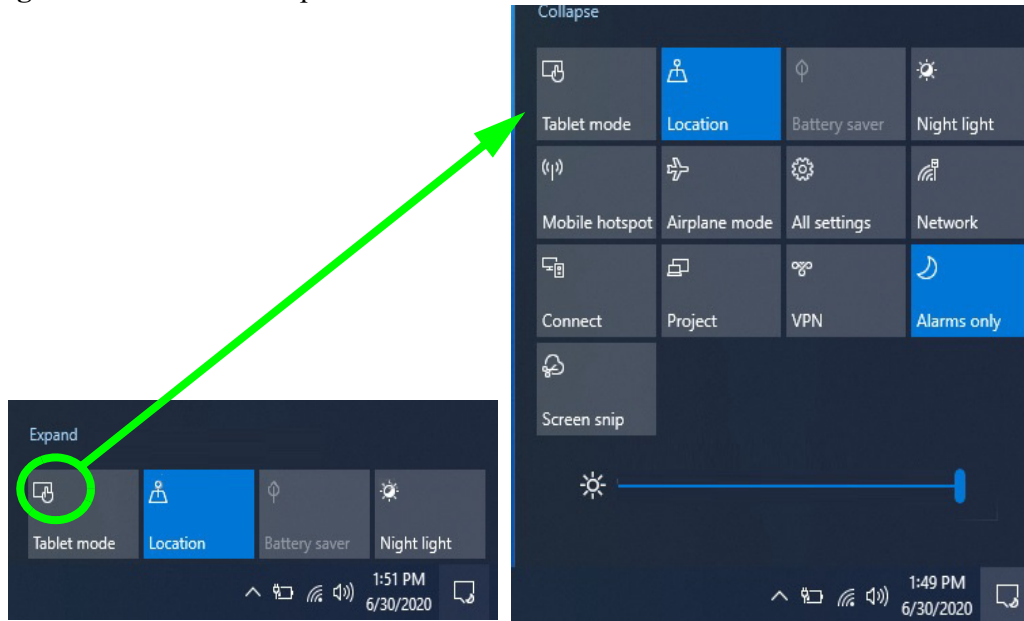 Collapse
Tablet mode Location Battery saver Night light
Mobile hotspot Airplane mode All settings Network
Connect Project VPN Alarms only
Screen snip
1:49 PM
6/30/2020
Expand
Tablet mode Location Battery saver Night light
1:51 PM
6/30/2020